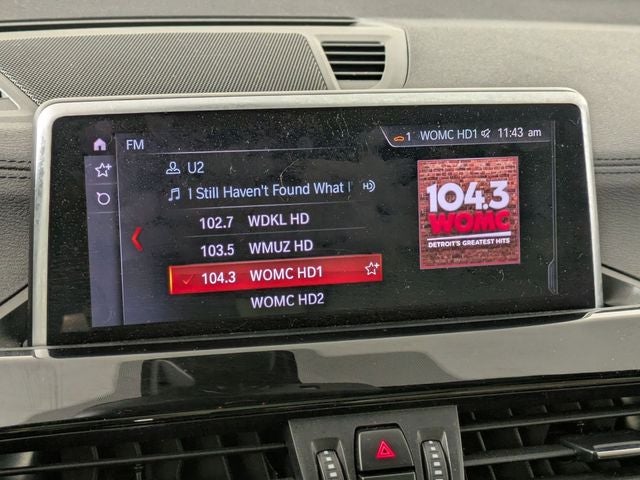 FM
1 WOMC HD1 11:43 am
U2
I Still Haven't Found What I
102.7 WDKL HD
103.5 WMUZ HD
104.3 WOMC HD1
WOMC HD2
104.3
WOMC
DETROIT'S GREATEST HITS